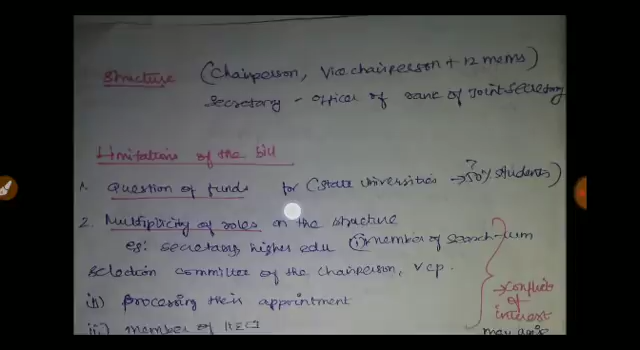 Structure (Chairperson, Vice chairperson + 12 mems)
Secretary - officer of rank of Joint Secretary
Limitations of the bill
1. Question of funds for (State universities → 50% students)
?
2. Multiplicity of roles in the structure
eg: secretary higher edu (i) member of search-cum
selection committee of the chairperson, vcp.
ii) processing their appointment
iii) member of HECI
→ conflicts
of
interest
may arise